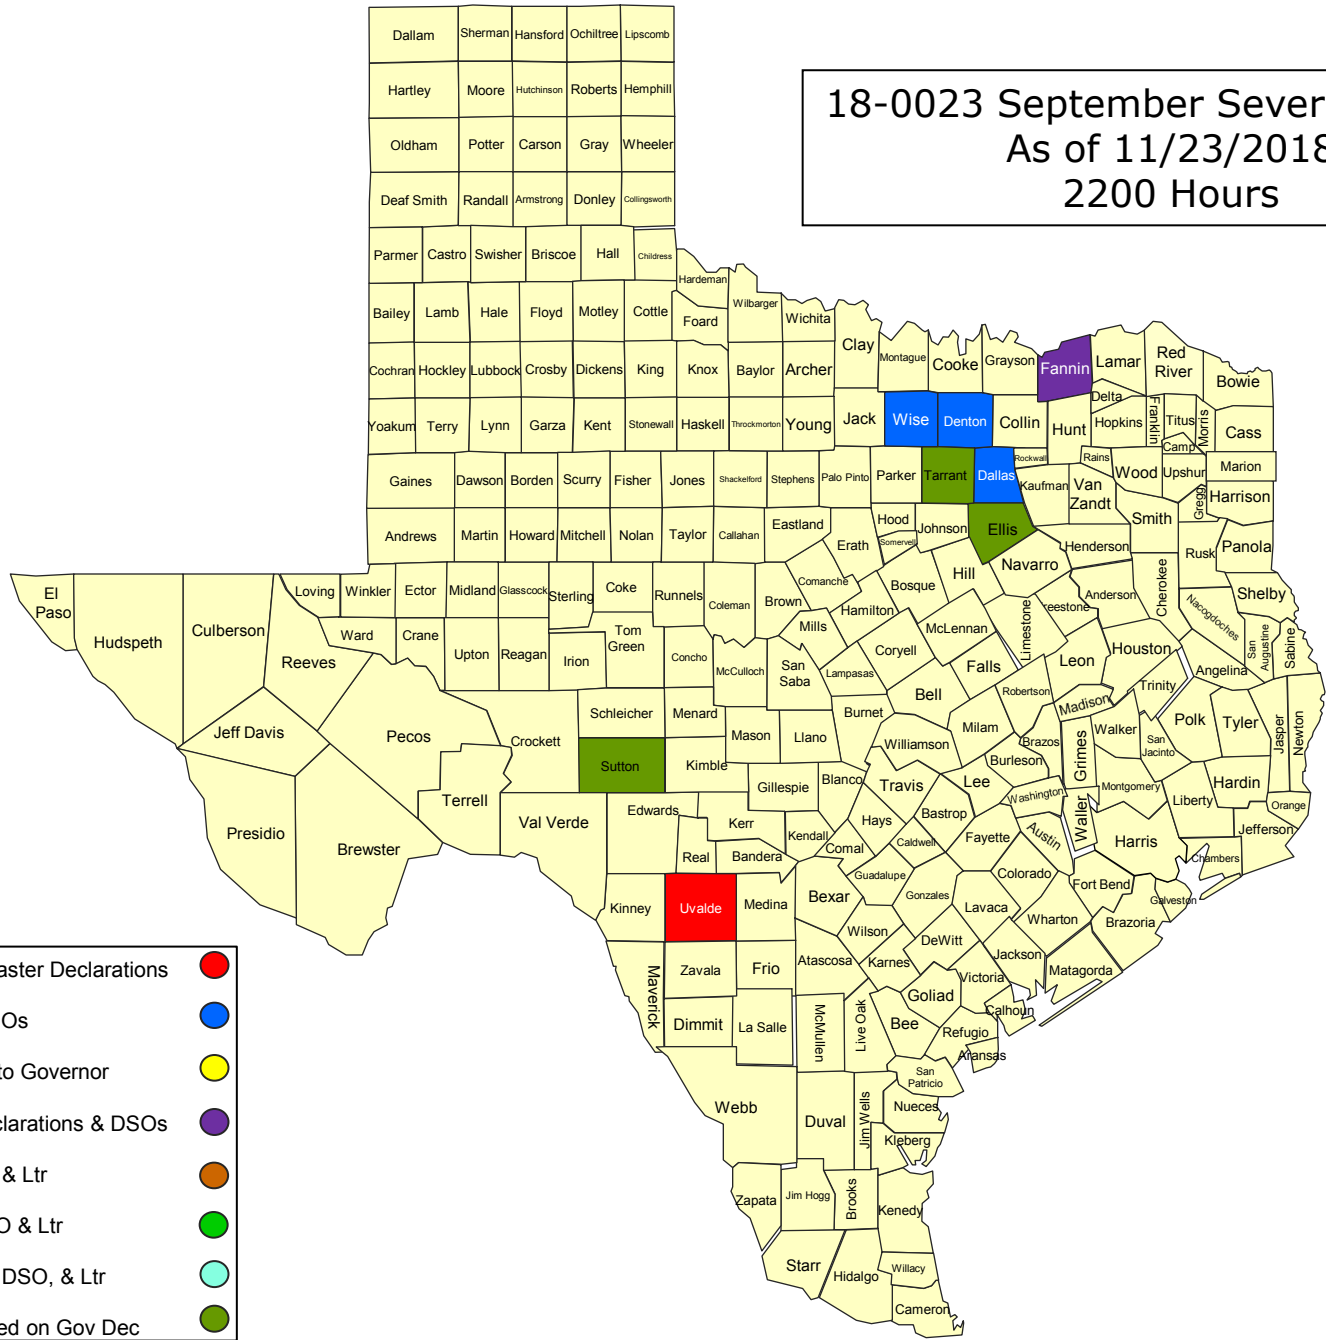 Dallam Sherman Hansford Ochiltree Lipscomb
Hartley Moore Hutchinson Roberts Hemphill
18-0023 September Sever
As of 11/23/2018
2200 Hours
Oldham Potter Carson Gray Wheeler
Deaf Smith Randall Armstrong Donley Collingsworth
Parmer Castro Swisher Briscoe Hall Childress
Hardeman
Bailey Lamb Hale Floyd Motley Cottle Foard Wilbarger Wichita
Clay Montague Cooke Grayson Fannin Lamar Red River Bowie
Cochran Hockley Lubbock Crosby Dickens King Knox Baylor Archer
Delta
Yoakum Terry Lynn Garza Kent Stonewall Haskell Throckmorton Young Jack Wise Denton Collin Hunt Hopkins Franklin Titus Morris Cass
Camp
Gaines Dawson Borden Scurry Fisher Jones Shackelford Stephens Palo Pinto Parker Tarrant Dallas Rockwall Kaufman Rains Van Zandt Wood Upshur Marion
Gregg Harrison
Andrews Martin Howard Mitchell Nolan Taylor Callahan Eastland Erath Hood Somervell Johnson Ellis Henderson Smith Rusk Panola
El Paso Hudspeth Culberson Loving Winkler Ector Midland Glasscock Sterling Coke Runnels Coleman Brown Comanche Hamilton Bosque Hill Navarro Freestone Anderson Cherokee Nacogdoches Shelby
Reeves Ward Crane Upton Reagan Irion Tom Green Concho McCulloch San Saba Mills Lampasas Coryell McLennan Limestone Falls Leon Houston Angelina San Augustine Sabine
Jeff Davis Pecos Crockett Schleicher Menard Mason Llano Burnet Bell Milam Robertson Madison Trinity
Williamson Brazos Grimes Walker San Jacinto Polk Tyler Jasper Newton
Presidio Brewster Terrell Val Verde Sutton Kimble Gillespie Blanco Travis Lee Burleson Washington Montgomery Liberty Hardin Orange
Edwards Kerr Kendall Hays Bastrop Caldwell Fayette Austin Waller Harris Jefferson Chambers
Real Bandera Comal Guadalupe Gonzales Colorado Fort Bend Galveston
Kinney Uvalde Medina Bexar Wilson Lavaca Wharton Brazoria
Maverick Zavala Frio Atascosa Karnes DeWitt Jackson Matagorda
Dimmit La Salle McMullen Live Oak Bee Goliad Victoria Calhoun Refugio Aransas
San Patricio
Webb Duval Jim Wells Nueces
Kleberg
Zapata Jim Hogg Brooks Kenedy
Starr Hidalgo Willacy
Cameron
aster Declarations
Os
to Governor
clarations & DSOs
& Ltr
O & Ltr
DSO, & Ltr
ed on Gov Dec